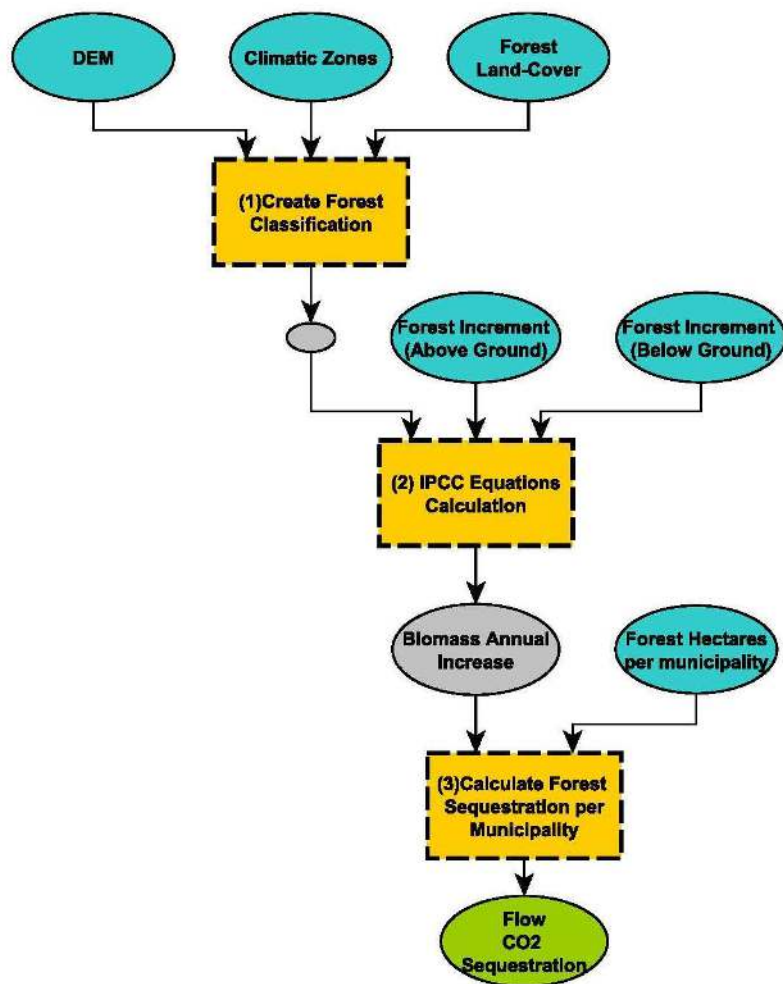 DEM
Climatic Zones
Forest
Land-Cover
(1)Create Forest
Classification
Forest Increment
(Above Ground)
Forest Increment
(Below Ground)
(2) IPCC Equations
Calculation
Biomass Annual
Increase
Forest Hectares
per municipality
(3)Calculate Forest
Sequestration per
Municipality
Flow
CO2
Sequestration